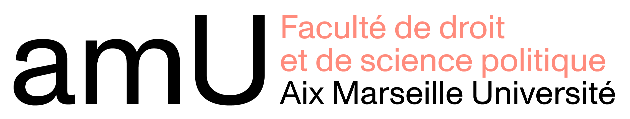 amU
Faculté de droit
et de science politique
Aix Marseille Université